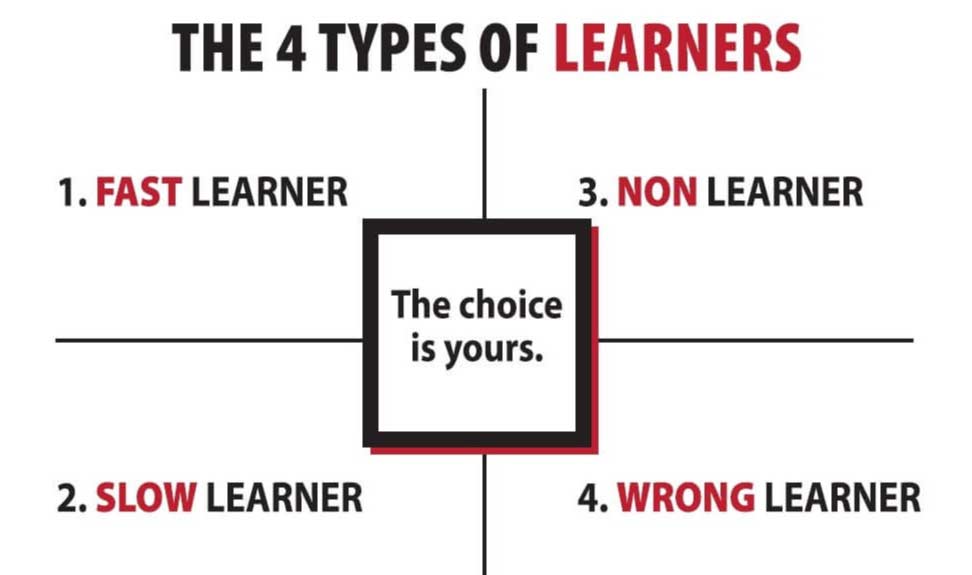 THE 4 TYPES OF LEARNERS
1. FAST LEARNER
3. NON LEARNER
The choice
is yours.
2. SLOW LEARNER
4. WRONG LEARNER